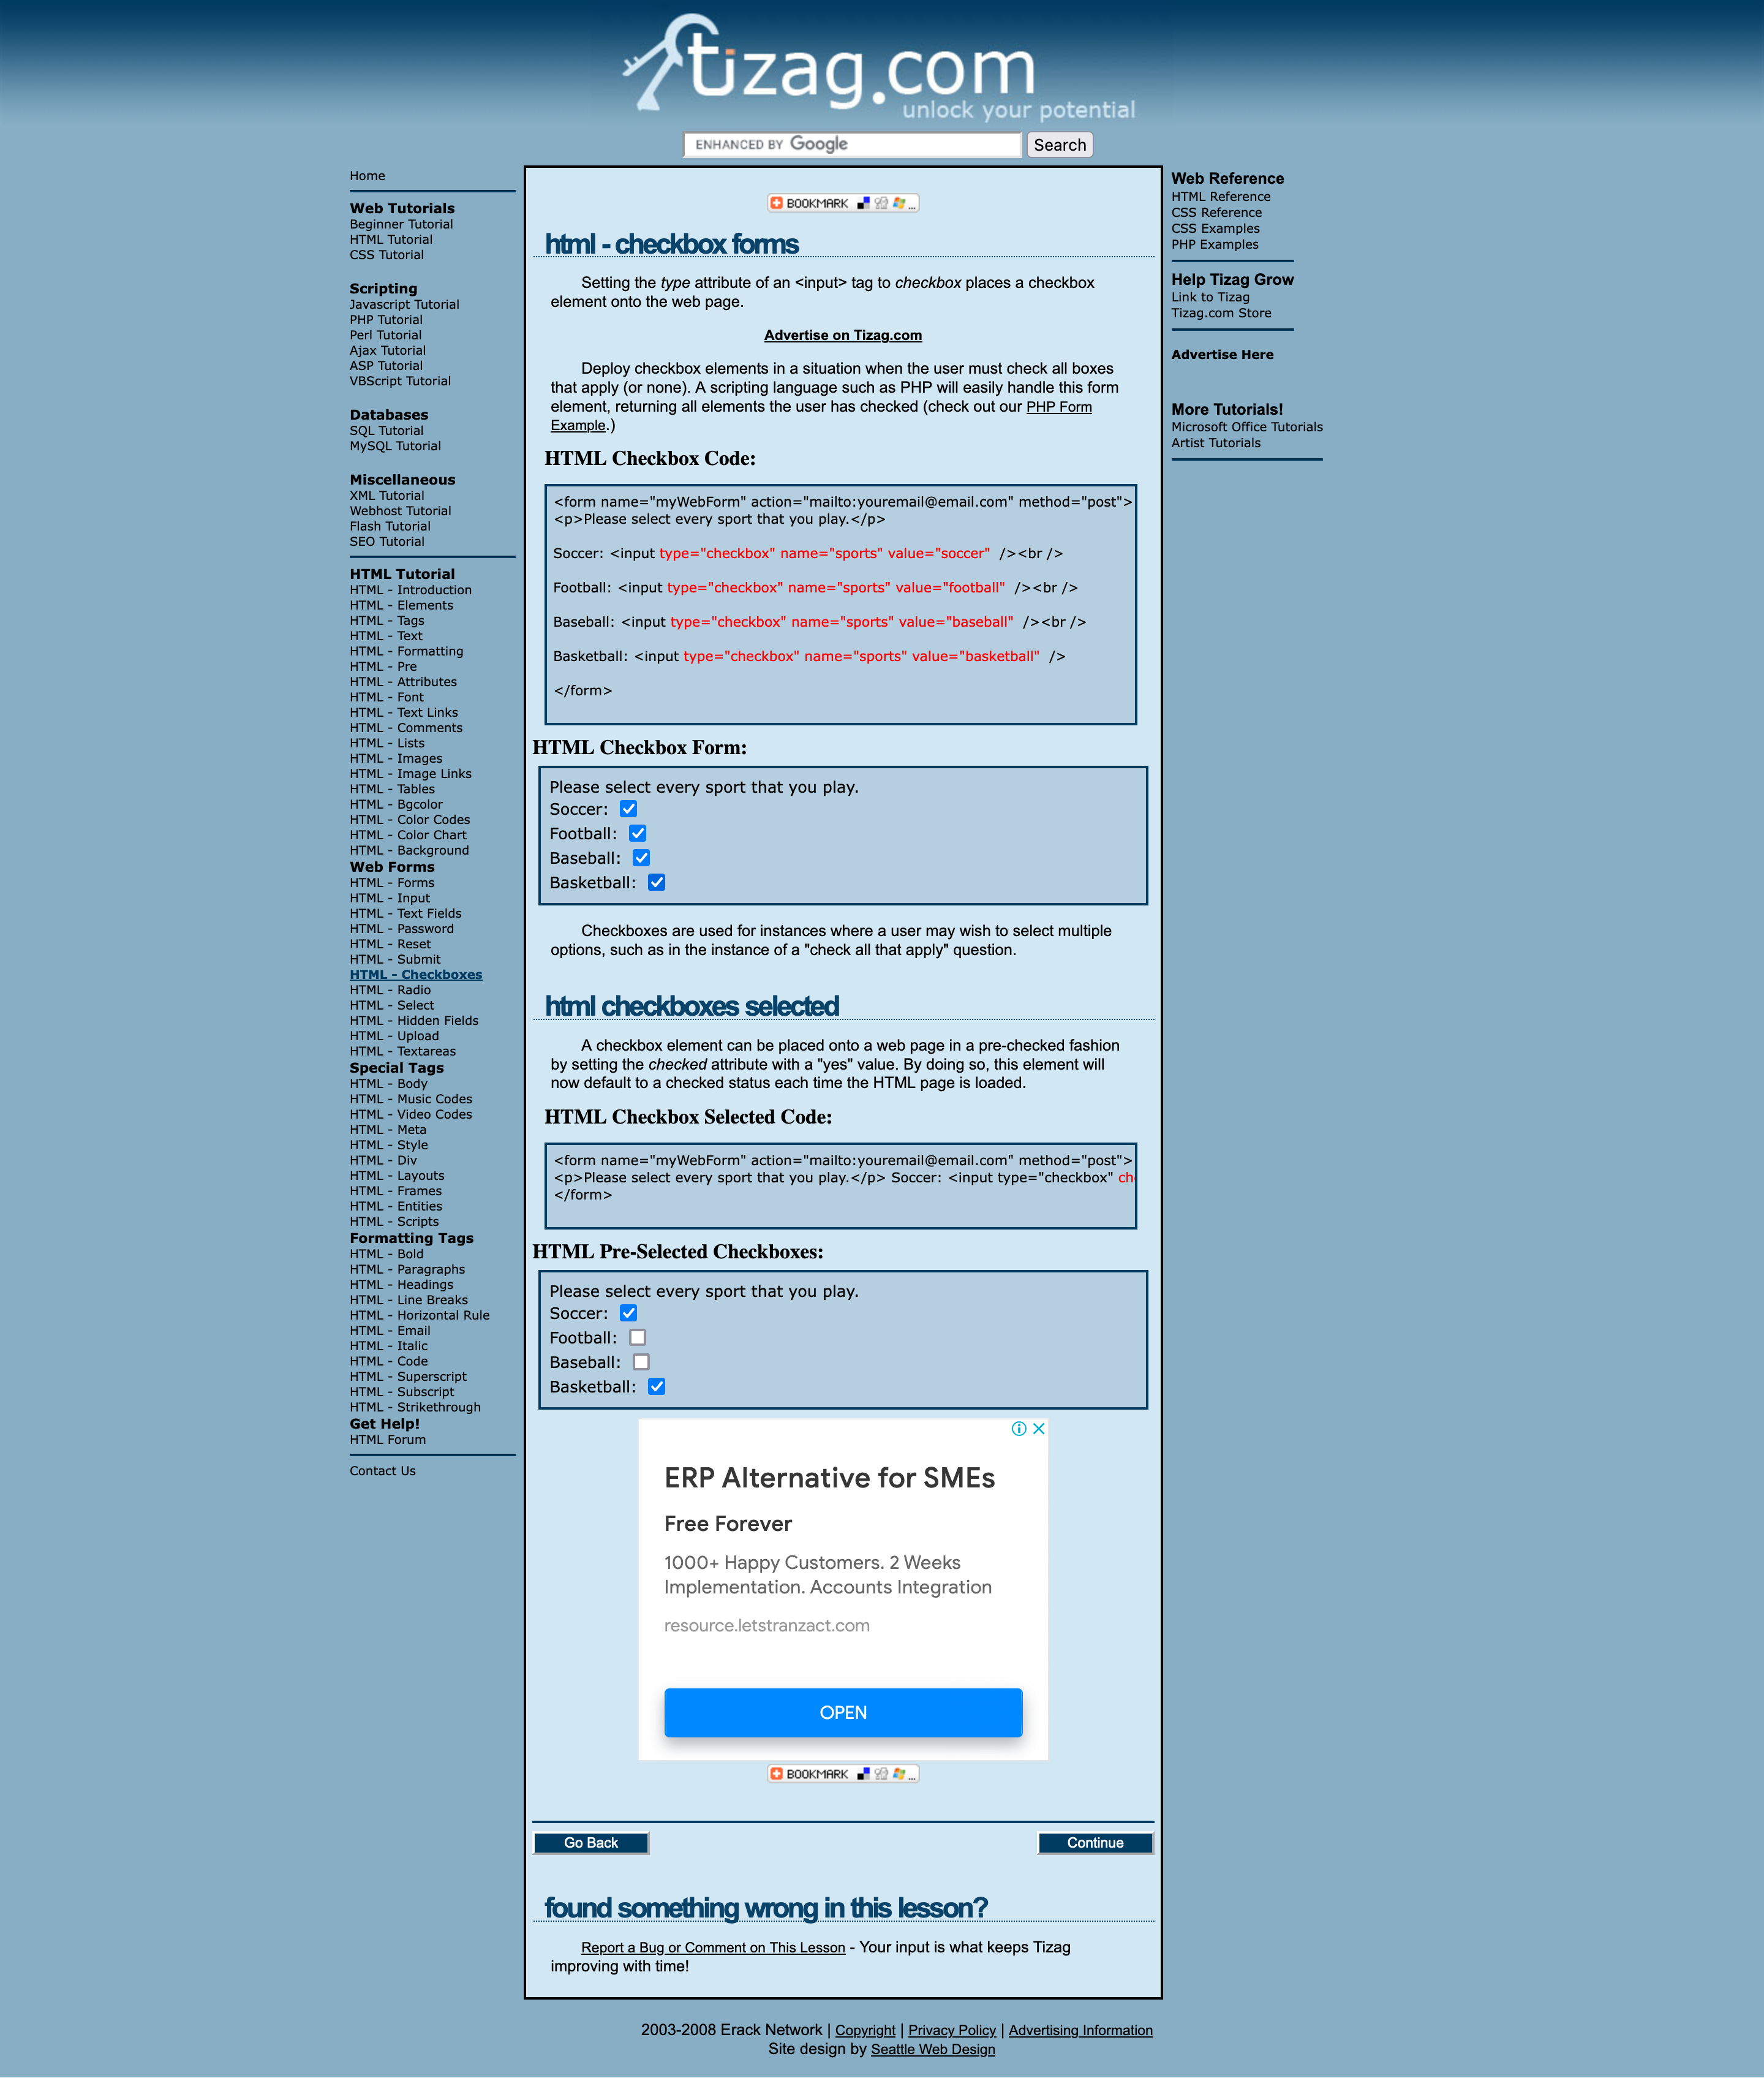 tizag.com
unlock your potential
ENHANCED BY Google
Search
Home
Web Tutorials
Beginner Tutorial
HTML Tutorial
CSS Tutorial
Scripting
Javascript Tutorial
PHP Tutorial
Perl Tutorial
Ajax Tutorial
ASP Tutorial
VBScript Tutorial
Databases
SQL Tutorial
MySQL Tutorial
Miscellaneous
XML Tutorial
Webhost Tutorial
Flash Tutorial
SEO Tutorial
HTML Tutorial
HTML - Introduction
HTML - Elements
HTML - Tags
HTML - Text
HTML - Formatting
HTML - Pre
HTML - Attributes
HTML - Font
HTML - Text Links
HTML - Comments
HTML - Lists
HTML - Images
HTML - Image Links
HTML - Tables
HTML - Bgcolor
HTML - Color Codes
HTML - Color Chart
HTML - Background
Web Forms
HTML - Forms
HTML - Input
HTML - Text Fields
HTML - Password
HTML - Reset
HTML - Submit
HTML - Checkboxes
HTML - Radio
HTML - Select
HTML - Hidden Fields
HTML - Upload
HTML - Textareas
Special Tags
HTML - Body
HTML - Music Codes
HTML - Video Codes
HTML - Meta
HTML - Style
HTML - Div
HTML - Layouts
HTML - Frames
HTML - Entities
HTML - Scripts
Formatting Tags
HTML - Bold
HTML - Paragraphs
HTML - Headings
HTML - Line Breaks
HTML - Horizontal Rule
HTML - Email
HTML - Italic
HTML - Code
HTML - Superscript
HTML - Subscript
HTML - Strikethrough
Get Help!
HTML Forum
Contact Us
BOOKMARK ...
html - checkbox forms
Setting the type attribute of an <input> tag to checkbox places a checkbox
element onto the web page.
Advertise on Tizag.com
Deploy checkbox elements in a situation when the user must check all boxes
that apply (or none). A scripting language such as PHP will easily handle this form
element, returning all elements the user has checked (check out our PHP Form
Example.)
HTML Checkbox Code:
<form name="myWebForm" action="mailto:youremail@email.com" method="post">
<p>Please select every sport that you play.</p>
Soccer: <input type="checkbox" name="sports" value="soccer" /><br />
Football: <input type="checkbox" name="sports" value="football" /><br />
Baseball: <input type="checkbox" name="sports" value="baseball" /><br />
Basketball: <input type="checkbox" name="sports" value="basketball" />
</form>
HTML Checkbox Form:
Please select every sport that you play.
Soccer:
Football:
Baseball:
Basketball:
Checkboxes are used for instances where a user may wish to select multiple
options, such as in the instance of a "check all that apply" question.
html checkboxes selected
A checkbox element can be placed onto a web page in a pre-checked fashion
by setting the checked attribute with a "yes" value. By doing so, this element will
now default to a checked status each time the HTML page is loaded.
HTML Checkbox Selected Code:
<form name="myWebForm" action="mailto:youremail@email.com" method="post">
<p>Please select every sport that you play.</p> Soccer: <input type="checkbox" ch
</form>
HTML Pre-Selected Checkboxes:
Please select every sport that you play.
Soccer:
Football:
Baseball:
Basketball:
ERP Alternative for SMEs
Free Forever
1000+ Happy Customers. 2 Weeks
Implementation. Accounts Integration
resource.letstranzact.com
OPEN
BOOKMARK ...
Go Back
Continue
found something wrong in this lesson?
Report a Bug or Comment on This Lesson - Your input is what keeps Tizag
improving with time!
Web Reference
HTML Reference
CSS Reference
CSS Examples
PHP Examples
Help Tizag Grow
Link to Tizag
Tizag.com Store
Advertise Here
More Tutorials!
Microsoft Office Tutorials
Artist Tutorials
2003-2008 Erack Network | Copyright | Privacy Policy | Advertising Information
Site design by Seattle Web Design